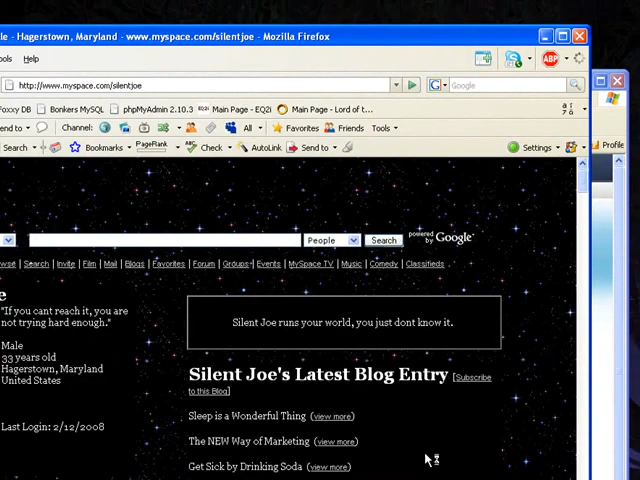 le - Hagerstown, Maryland - www.myspace.com/silentjoe - Mozilla Firefox
ools Help
ABP
http://www.myspace.com/silentjoe
G Google
Foxxy DB Bonkers MySQL phpMyAdmin 2.10.3 EQ2i Main Page - EQ2i Main Page - Lord of t...
end to Channel: All Favorites Friends Tools
Search Bookmarks PageRank Check AutoLink Send to Settings
Profile
People Search powered by Google
wse Search Invite Film Mail Blogs Favorites Forum Groups Events MySpace TV Music Comedy Classifieds
e
"If you cant reach it, you are
not trying hard enough."
Male
33 years old
Hagerstown, Maryland
United States
Last Login: 2/12/2008
Silent Joe runs your world, you just dont know it.
Silent Joe's Latest Blog Entry [Subscribe
to this Blog]
Sleep is a Wonderful Thing (view more)
The NEW Way of Marketing (view more)
Get Sick by Drinking Soda (view more)